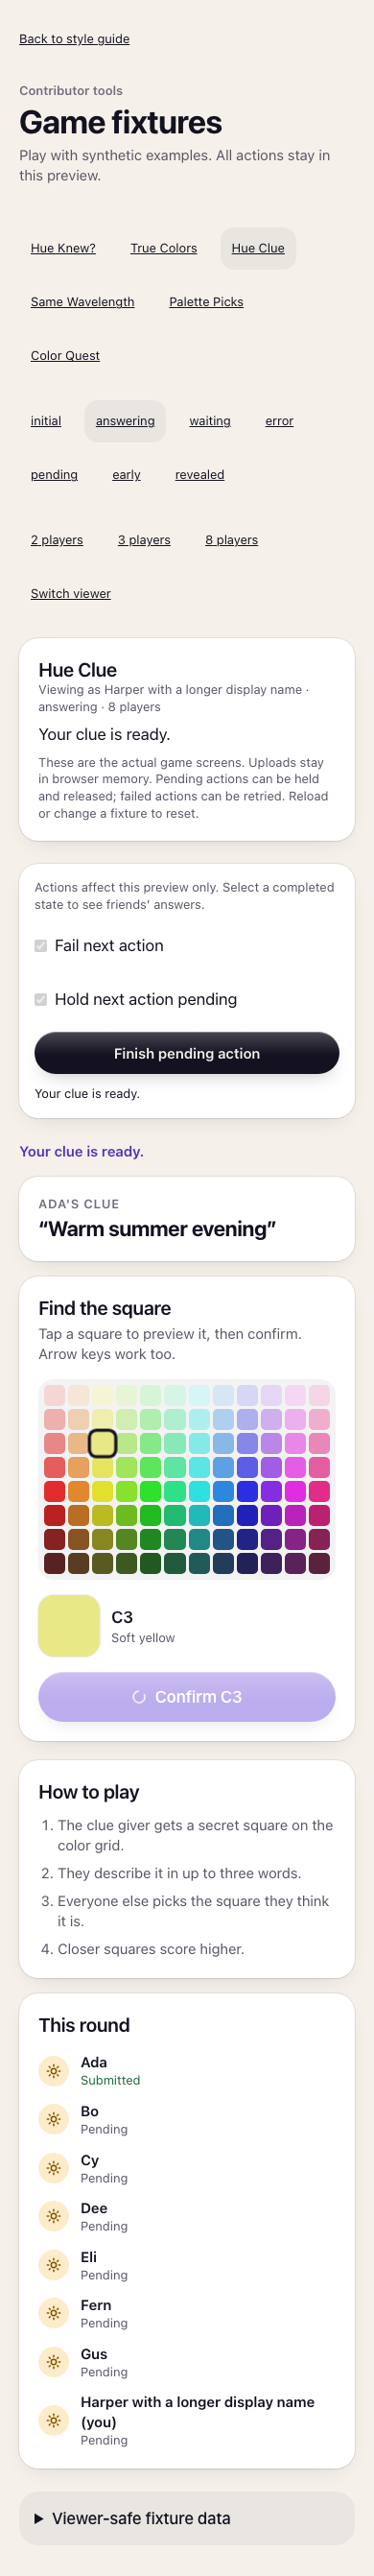 Back to style guide
Contributor tools
Game fixtures
Play with synthetic examples. All actions stay in
this preview.
Hue Knew? True Colors Hue Clue
Same Wavelength Palette Picks
Color Quest
initial answering waiting error
pending early revealed
2 players 3 players 8 players
Switch viewer
Hue Clue
Viewing as Harper with a longer display name ·
answering · 8 players
Your clue is ready.
These are the actual game screens. Uploads stay
in browser memory. Pending actions can be held
and released; failed actions can be retried. Reload
or change a fixture to reset.
Actions affect this preview only. Select a completed
state to see friends’ answers.
Fail next action
Hold next action pending
Finish pending action
Your clue is ready.
Your clue is ready.
ADA'S CLUE
“Warm summer evening”
Find the square
Tap a square to preview it, then confirm.
Arrow keys work too.
C3
Soft yellow
Confirm C3
How to play
1. The clue giver gets a secret square on the
color grid.
2. They describe it in up to three words.
3. Everyone else picks the square they think
it is.
4. Closer squares score higher.
This round
Ada
Submitted
Bo
Pending
Cy
Pending
Dee
Pending
Eli
Pending
Fern
Pending
Gus
Pending
Harper with a longer display name
(you)
Pending
Viewer-safe fixture data